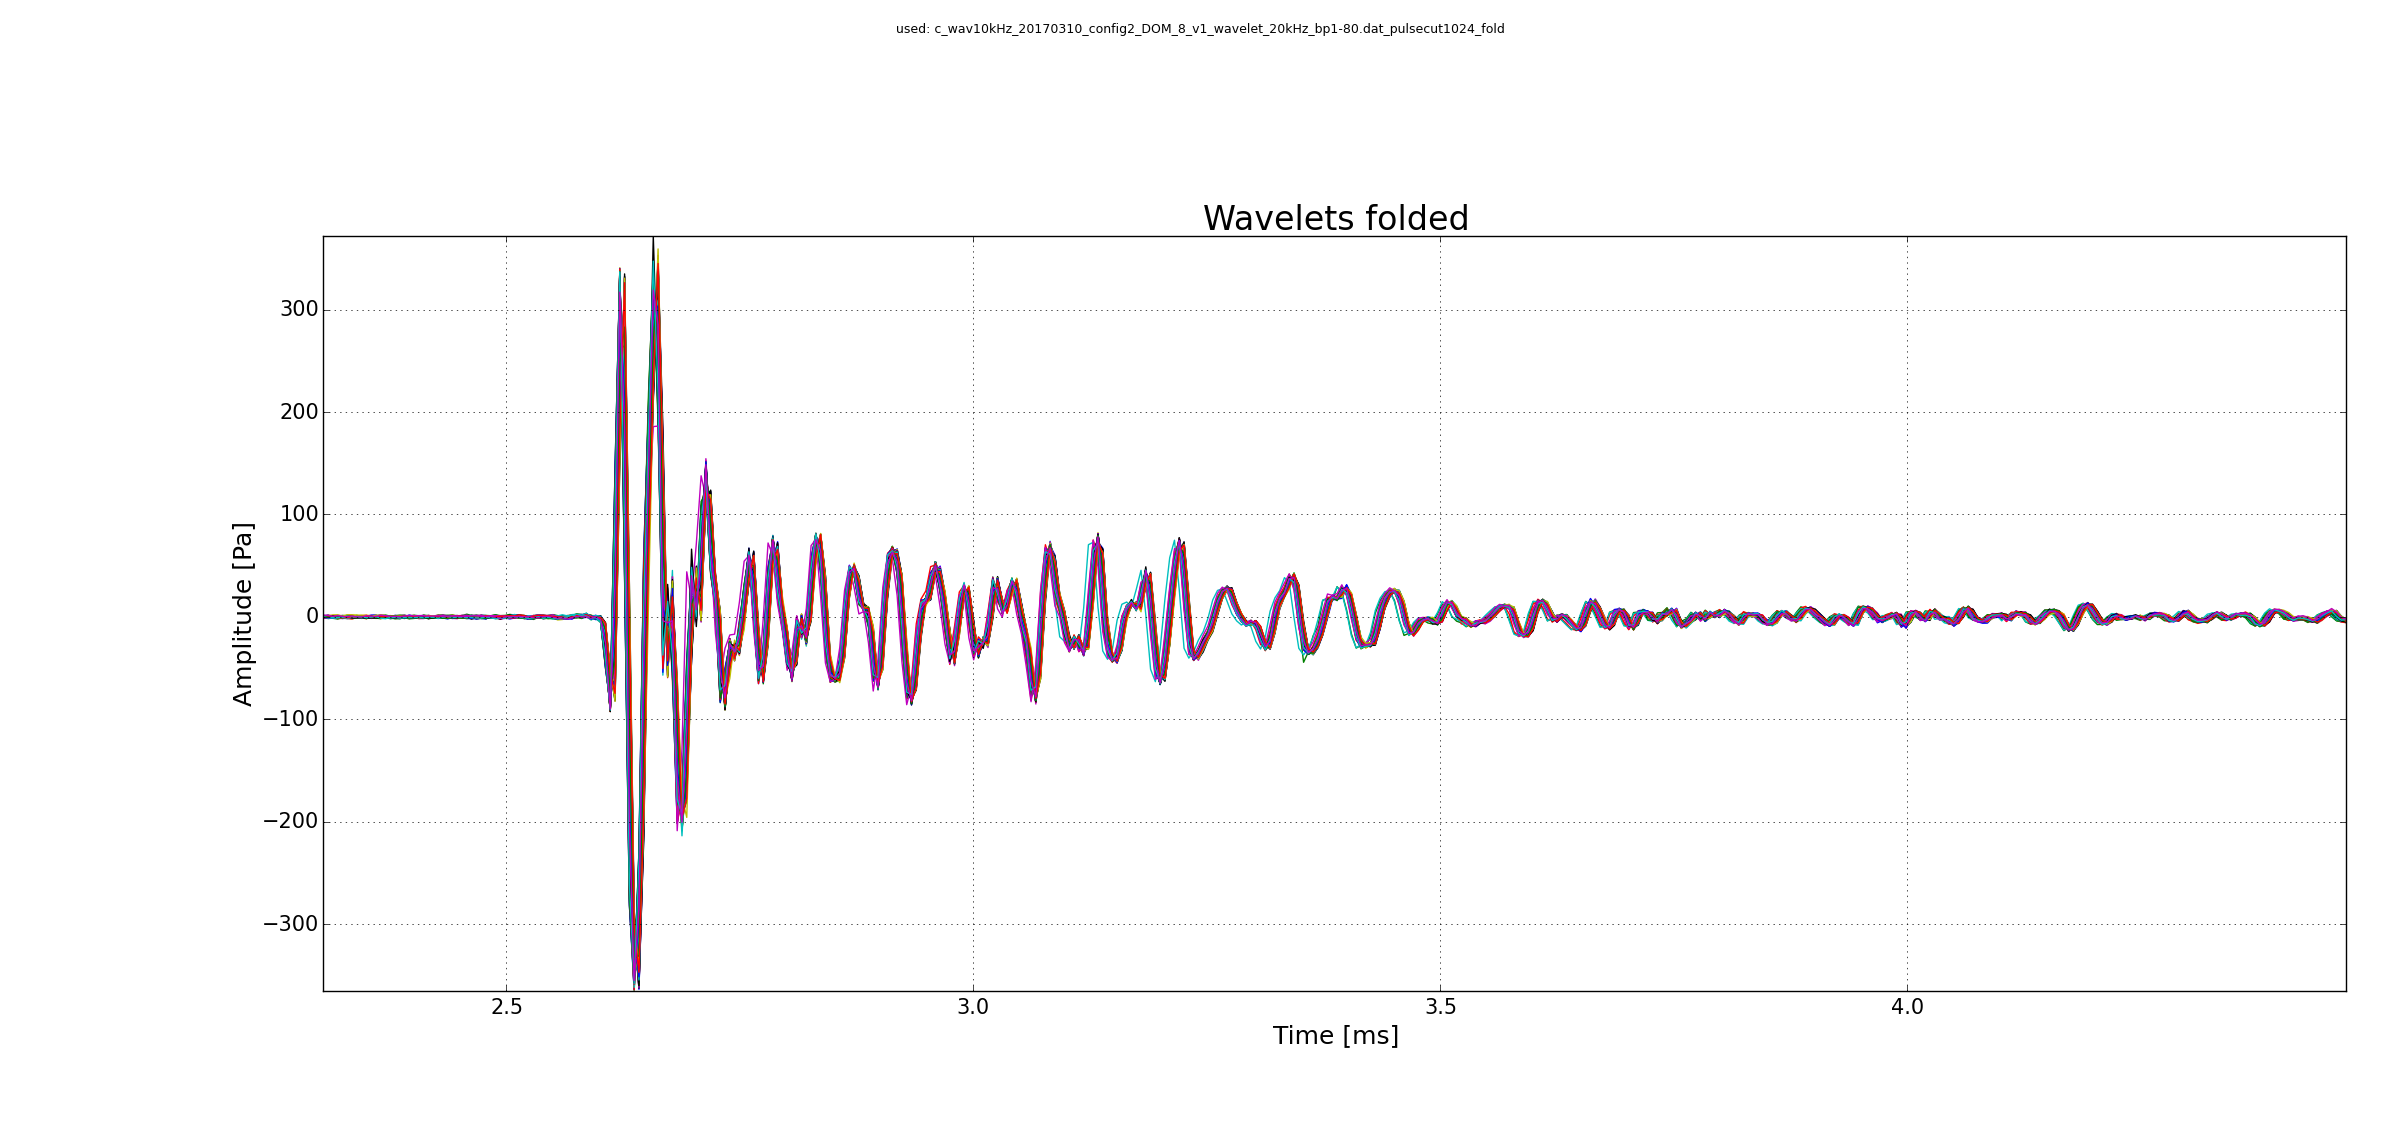 used: c_wav10kHz_20170310_config2_DOM_8_v1_wavelet_20kHz_bp1-80.dat_pulsecut1024_fold
Wavelets folded
300
200
100
0
−100
−200
−300
Amplitude [Pa]
2.5 3.0 3.5 4.0
Time [ms]